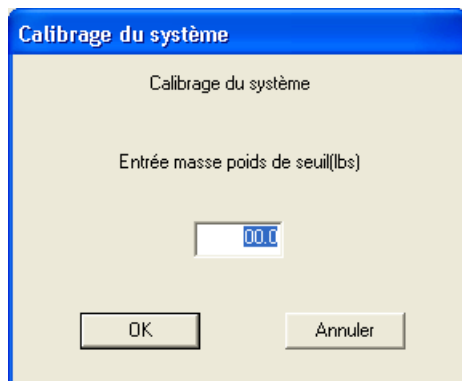 Calibrage du système
Calibrage du système
Entrée masse poids de seuil(lbs)
00.0
OK
Annuler